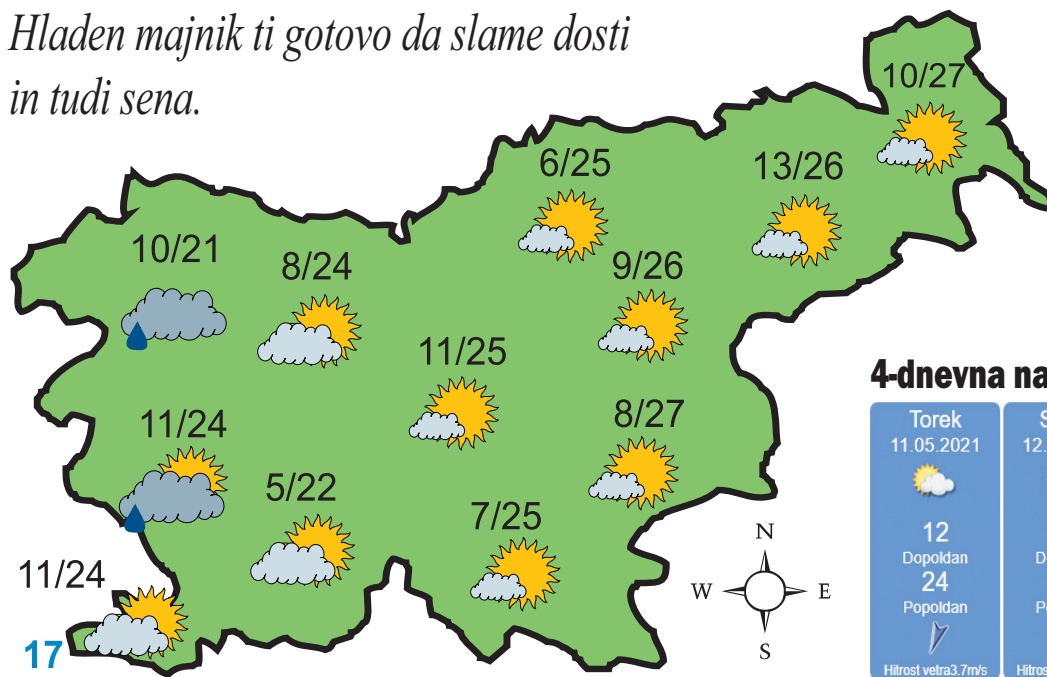 Hladen majnik ti gotovo da slame dosti
in tudi sena.
10/27
6/25
13/26
10/21
8/24
9/26
11/25
11/24
8/27
5/22
7/25
11/24
17
N
W
E
S
4-dnevna
Torek
11.05.2021
12
Dopoldan
24
Popoldan
Hitrost vetra3.7m/s
12.